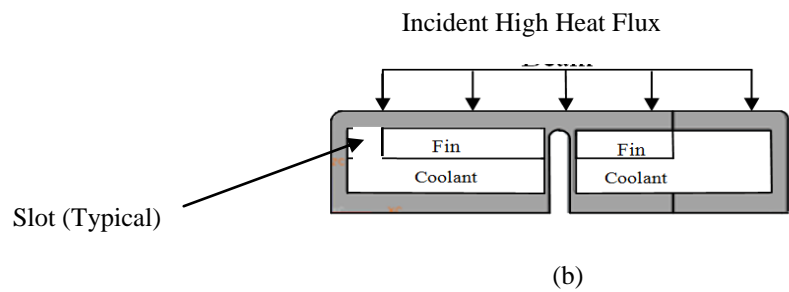 Incident High Heat Flux
Fin
Fin
Coolant
Coolant
Slot (Typical)
(b)